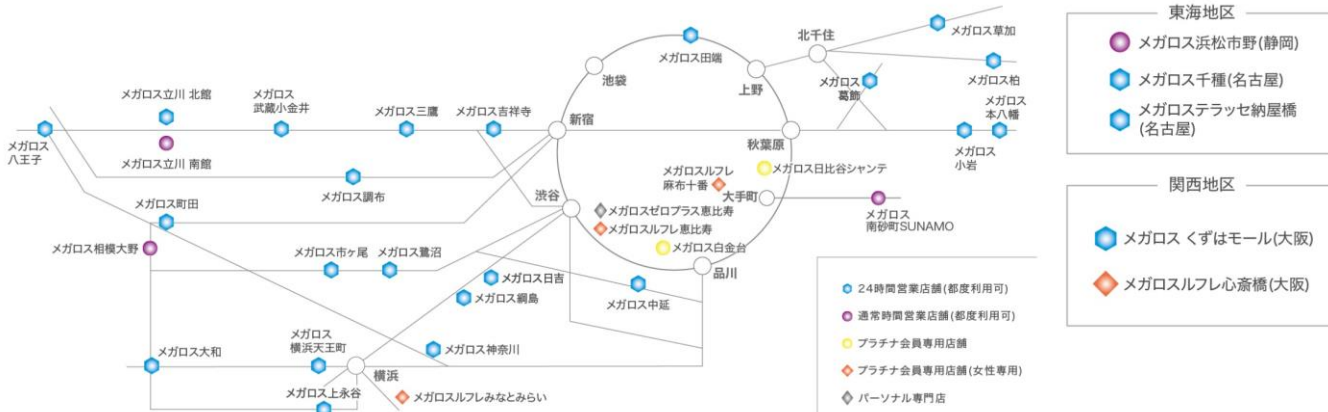 メガロス草加
北千住
メガロス田端
メガロス柏
池袋
上野
メガロス
葛飾
メガロス
本八幡
メガロス立川 北館
メガロス
武蔵小金井
メガロス三鷹
メガロス吉祥寺
新宿
秋葉原
メガロス
八王子
メガロス立川 南館
メガロス
小岩
メガロス調布
メガロスルフレ
麻布十番
メガロス日比谷シャンテ
渋谷
大手町
メガロス町田
メガロスゼロプラス恵比寿
メガロスルフレ恵比寿
メガロス
南砂町SUNAMO
メガロス相模大野
メガロス市ヶ尾
メガロス鷺沼
メガロス白金台
品川
メガロス日吉
メガロス綱島
メガロス中延
メガロス大和
メガロス
横浜天王町
メガロス神奈川
横浜
メガロス上永谷
メガロスルフレみなとみらい
24時間営業店舗(都度利用可)
通常時間営業店舗(都度利用可)
プラチナ会員専用店舗
プラチナ会員専用店舗(女性専用)
パーソナル専門店
東海地区
メガロス浜松市野(静岡)
メガロス千種(名古屋)
メガロステラッセ納屋橋
(名古屋)
関西地区
メガロス くずはモール(大阪)
メガロスルフレ心斎橋(大阪)